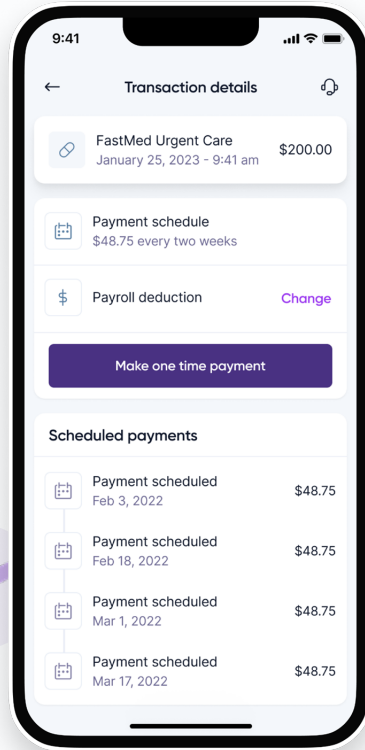 9:41
Transaction details
FastMed Urgent Care
January 25, 2023 - 9:41 am
$200.00
Payment schedule
$48.75 every two weeks
Payroll deduction
Change
Make one time payment
Scheduled payments
Payment scheduled
Feb 3, 2022
$48.75
Payment scheduled
Feb 18, 2022
$48.75
Payment scheduled
Mar 1, 2022
$48.75
Payment scheduled
Mar 17, 2022
$48.75